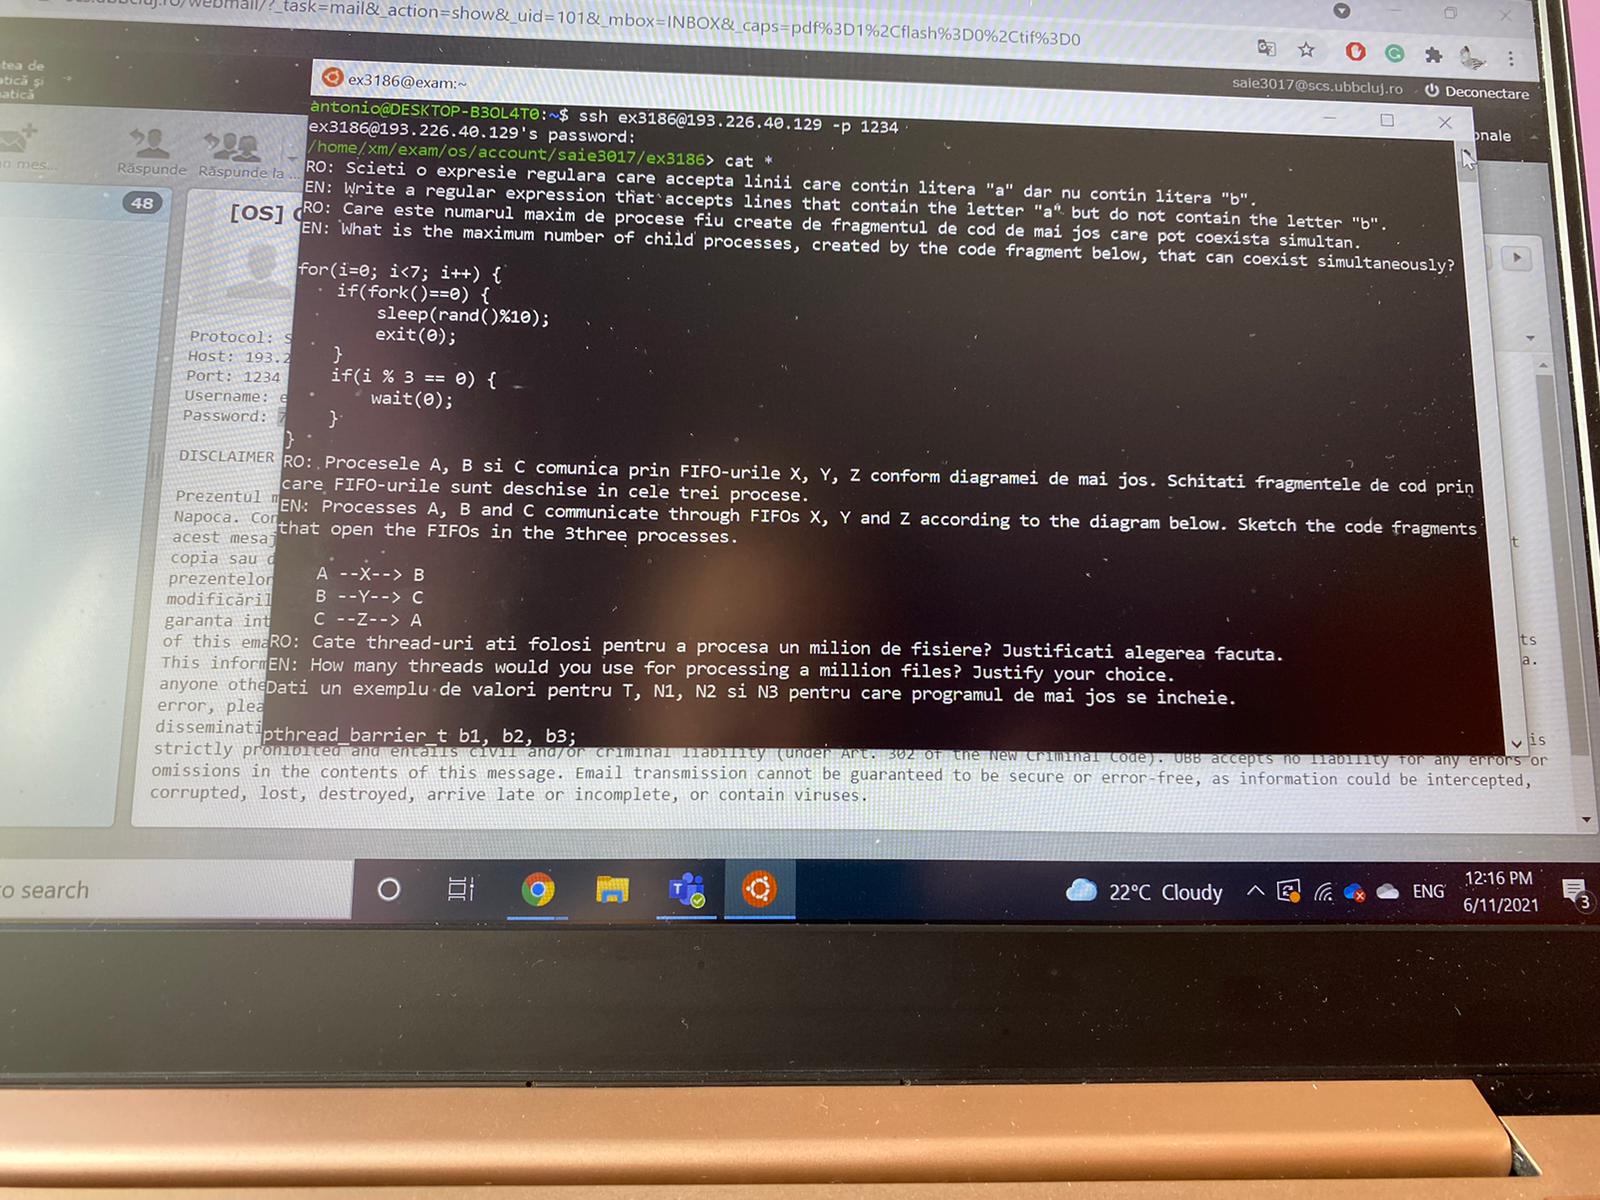 .scs.ubbcluj.ro/webmail/?_task=mail&_action=show&_uid=101&_mbox=INBOX&_caps=pdf%3D1%2Cflash%3D0%2Ctif%3D0
tea de
atică și
matică
saie3017@scs.ubbcluj.ro
Deconectare
Răspunde
Răspunde la ...
48
[OS]
ex3186@exam:~
antonio@DESKTOP-B3OL4T0:~$ ssh ex3186@193.226.40.129 -p 1234
ex3186@193.226.40.129's password:
/home/xm/exam/os/account/saie3017/ex3186> cat *
RO: Scieti o expresie regulara care accepta linii care contin litera "a" dar nu contin litera "b".
EN: Write a regular expression that accepts lines that contain the letter "a" but do not contain the letter "b".
RO: Care este numarul maxim de procese fiu create de fragmentul de cod de mai jos care pot coexista simultan.
EN: What is the maximum number of child processes, created by the code fragment below, that can coexist simultaneously?
for(i=0; i<7; i++) {
if(fork()==0) {
sleep(rand()%10);
exit(0);
}
if(i % 3 == 0) {
wait(0);
}
}
RO: Procesele A, B si C comunica prin FIFO-urile X, Y, Z conform diagramei de mai jos. Schitati fragmentele de cod prin
care FIFO-urile sunt deschise in cele trei procese.
EN: Processes A, B and C communicate through FIFOs X, Y and Z according to the diagram below. Sketch the code fragments
that open the FIFOs in the 3three processes.
A --X--> B
B --Y--> C
C --Z--> A
RO: Cate thread-uri ati folosi pentru a procesa un milion de fisiere? Justificati alegerea facuta.
EN: How many threads would you use for processing a million files? Justify your choice.
Dati un exemplu de valori pentru T, N1, N2 si N3 pentru care programul de mai jos se incheie.
pthread_barrier_t b1, b2, b3;
Protocol: S
Host: 193.2
Port: 1234
Username: e
Password:
DISCLAIMER
Prezentul m
Napoca. Con
acest mesaj
copia sau d
prezentelor
modificăril
garanta int
of this ema
This inform
anyone othe
error, plea
disseminati
strictly prohibited and entails civil and/or criminal liability (under Art. 302 of the New Criminal Code). UBB accepts no liability for any errors or
omissions in the contents of this message. Email transmission cannot be guaranteed to be secure or error-free, as information could be intercepted,
corrupted, lost, destroyed, arrive late or incomplete, or contain viruses.
to search
22°C Cloudy
ENG
12:16 PM
6/11/2021
3